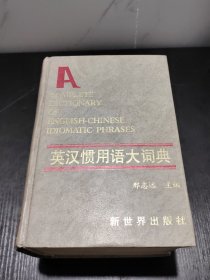 A
COMPLETE
DICTIONARY
OF
ENGLISH-CHINESE
IDIOMATIC PHRASES
英汉惯用语大词典
主编
新世界出版社